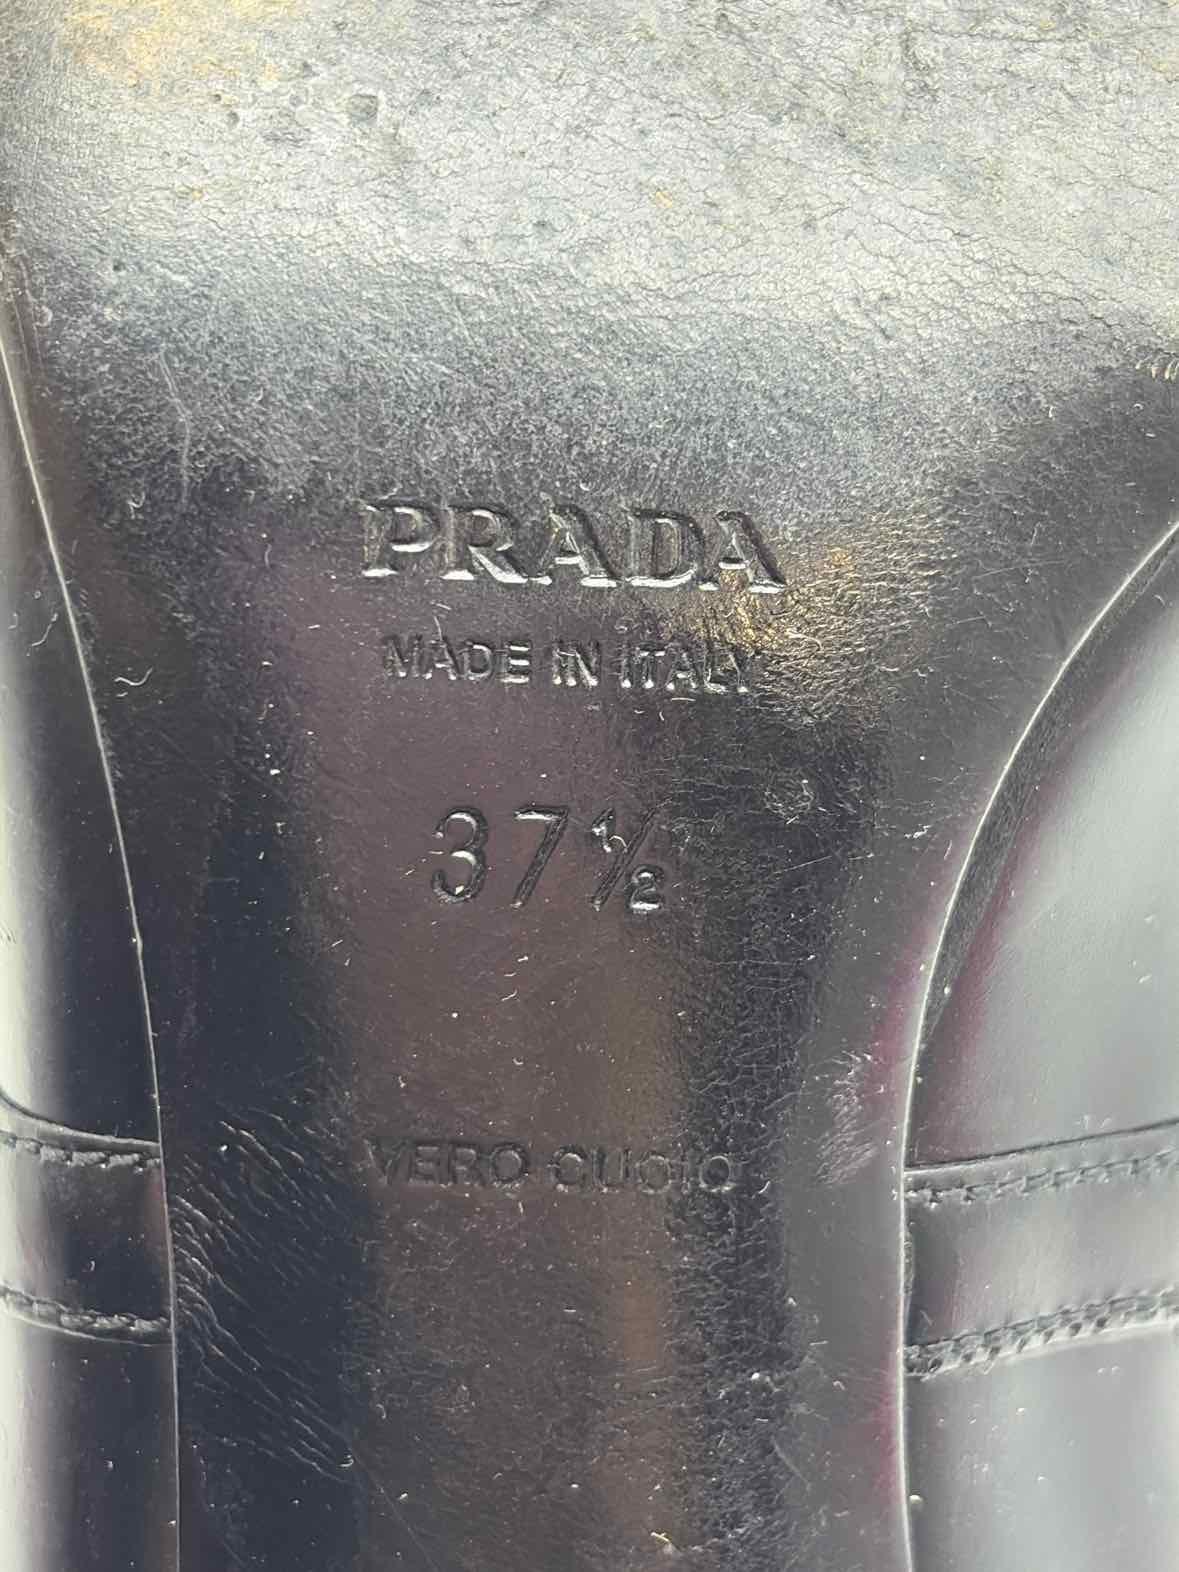 PRADA
MADE IN ITALY
37½
VERO CUOIO